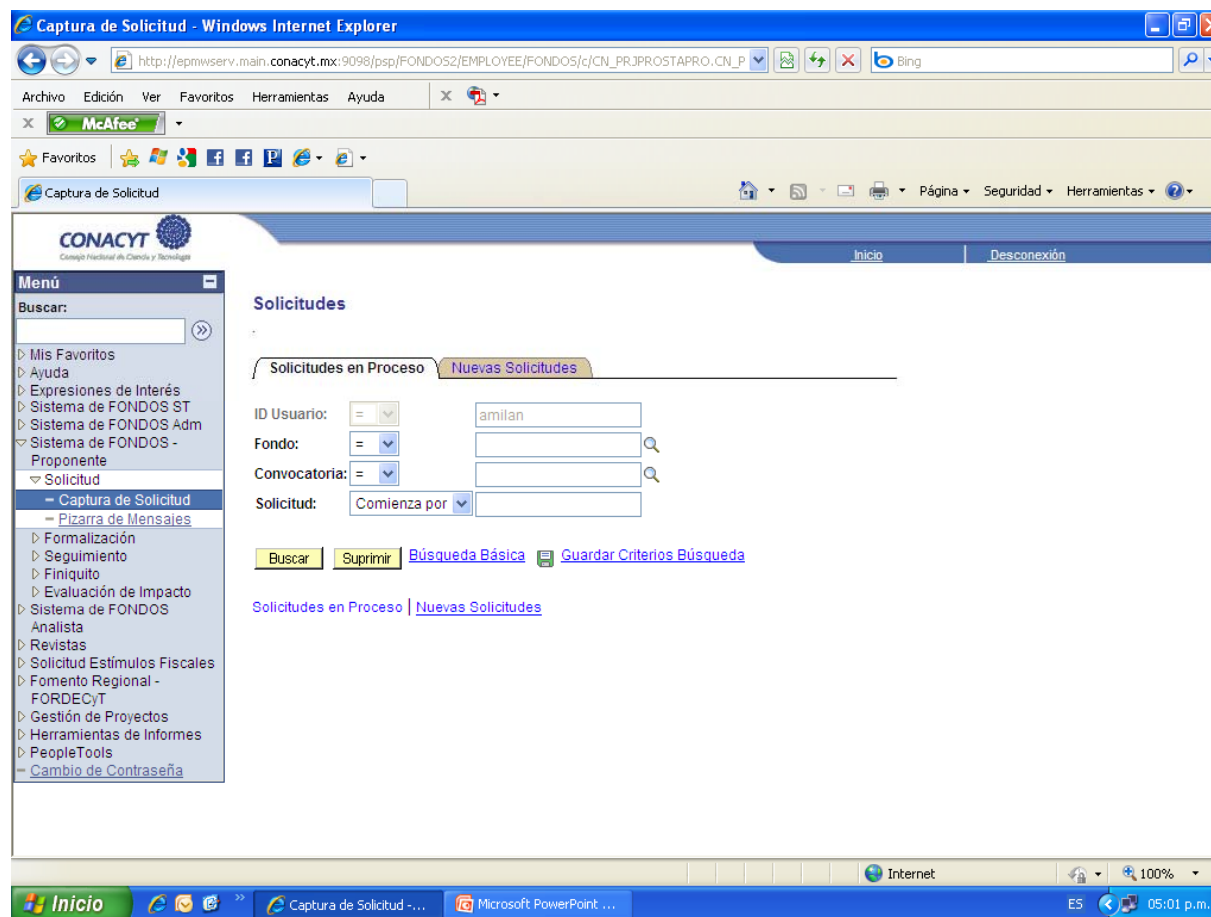 Captura de Solicitud - Windows Internet Explorer
http://epmwserv.main.conacyt.mx:9098/psp/FONDOS2/EMPLOYEE/FONDOS/c/CN_PRJPROSTAPRO.CN_P
Bing
Archivo Edición Ver Favoritos Herramientas Ayuda
McAfee
Favoritos
Captura de Solicitud
Página Seguridad Herramientas
CONACYT
Consejo Nacional de Ciencia y Tecnología
Inicio Desconexión
Menú
Buscar:
Mis Favoritos
Ayuda
Expresiones de Interés
Sistema de FONDOS ST
Sistema de FONDOS Adm
Sistema de FONDOS -
Proponente
Solicitud
Captura de Solicitud
Pizarra de Mensajes
Formalización
Seguimiento
Finiquito
Evaluación de Impacto
Sistema de FONDOS
Analista
Revistas
Solicitud Estímulos Fiscales
Fomento Regional -
FORDECyT
Gestión de Proyectos
Herramientas de Informes
PeopleTools
Cambio de Contraseña
Solicitudes
Solicitudes en Proceso Nuevas Solicitudes
ID Usuario: = amilan
Fondo: =
Convocatoria: =
Solicitud: Comienza por
Buscar Suprimir Búsqueda Básica Guardar Criterios Búsqueda
Solicitudes en Proceso | Nuevas Solicitudes
Internet 100%
Inicio Captura de Solicitud -... Microsoft PowerPoint ... ES 05:01 p.m.